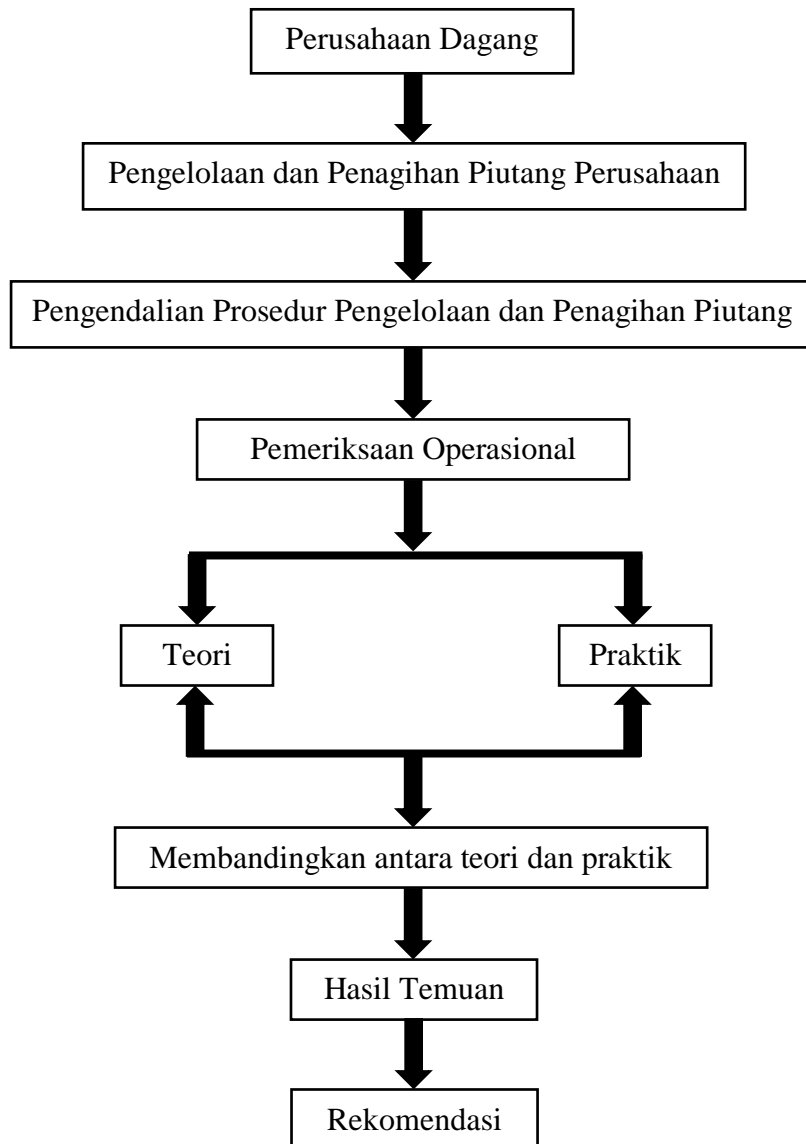 Perusahaan Dagang
Pengelolaan dan Penagihan Piutang Perusahaan
Pengendalian Prosedur Pengelolaan dan Penagihan Piutang
Pemeriksaan Operasional
Teori
Praktik
Membandingkan antara teori dan praktik
Hasil Temuan
Rekomendasi